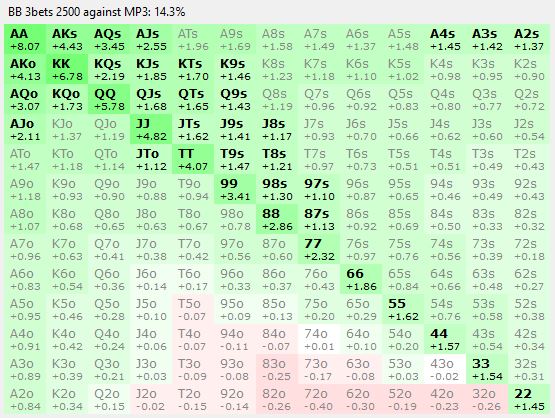 BB 3bets 2500 against MP3: 14.3%
AA AKs AQs AJs ATs A9s A8s A7s A6s A5s A4s A3s A2s
+8.07 +4.43 +3.45 +2.55 +1.96 +1.69 +1.58 +1.49 +1.37 +1.48 +1.45 +1.42 +1.37
AKo KK KQs KJs KTs K9s K8s K7s K6s K5s K4s K3s K2s
+4.13 +6.78 +2.19 +1.85 +1.70 +1.46 +1.23 +1.18 +1.10 +1.02 +0.98 +0.95 +0.90
AQo KQo QQ QJs QTs Q9s Q8s Q7s Q6s Q5s Q4s Q3s Q2s
+3.07 +1.73 +5.78 +1.68 +1.65 +1.43 +1.19 +0.96 +0.92 +0.83 +0.80 +0.77 +0.72
AJo KJo QJo JJ JTs J9s J8s J7s J6s J5s J4s J3s J2s
+2.11 +1.37 +1.19 +4.82 +1.62 +1.41 +1.17 +0.93 +0.70 +0.66 +0.62 +0.60 +0.54
ATo KTo QTo JTo TT T9s T8s T7s T6s T5s T4s T3s T2s
+1.47 +1.18 +1.14 +1.12 +4.07 +1.47 +1.21 +0.97 +0.73 +0.51 +0.51 +0.49 +0.43
A9o K9o Q9o J9o T9o 99 98s 97s 96s 95s 94s 93s 92s
+1.18 +0.93 +0.90 +0.88 +0.94 +3.41 +1.30 +1.10 +0.87 +0.65 +0.46 +0.49 +0.43
A8o K8o Q8o J8o T8o 98o 88 87s 86s 85s 84s 83s 82s
+1.07 +0.68 +0.65 +0.63 +0.67 +0.78 +2.86 +1.13 +0.92 +0.69 +0.50 +0.33 +0.32
A7o K7o Q7o J7o T7o 97o 87o 77 76s 75s 74s 73s 72s
+0.96 +0.63 +0.41 +0.38 +0.42 +0.56 +0.60 +2.32 +0.97 +0.76 +0.56 +0.39 +0.18
A6o K6o Q6o J6o T6o 96o 86o 76o 66 65s 64s 63s 62s
+0.83 +0.54 +0.36 +0.14 +0.17 +0.33 +0.37 +0.43 +1.86 +0.84 +0.66 +0.48 +0.27
A5o K5o Q5o J5o T5o 95o 85o 75o 65o 55 54s 53s 52s
+0.95 +0.46 +0.28 +0.10 -0.07 +0.09 +0.13 +0.20 +0.29 +1.62 +0.76 +0.58 +0.38
A4o K4o Q4o J4o T4o 94o 84o 74o 64o 54o 44 43s 42s
+0.91 +0.42 +0.24 +0.06 -0.07 -0.11 -0.07 +0.01 +0.10 +0.20 +1.57 +0.54 +0.34
A3o K3o Q3o J3o T3o 93o 83o 73o 63o 53o 43o 33 32s
+0.89 +0.39 +0.21 +0.03 -0.10 -0.08 -0.25 -0.17 -0.08 +0.03 -0.02 +1.54 +0.31
A2o K2o Q2o J2o T2o 92o 82o 72o 62o 52o 42o 32o 22
+0.82 +0.34 +0.15 -0.02 -0.15 -0.14 -0.26 -0.40 -0.30 -0.19 -0.23 -0.26 +1.45